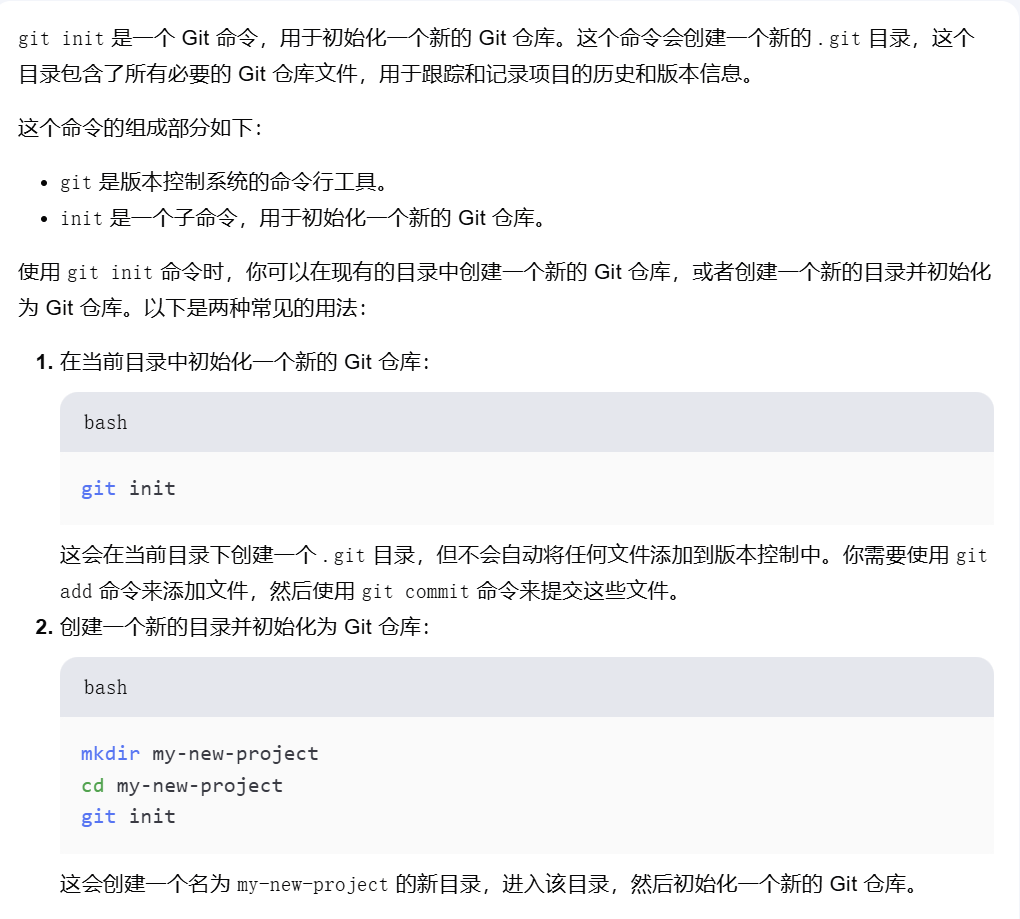 git init 是一个 Git 命令，用于初始化一个新的 Git 仓库。这个命令会创建一个新的 .git 目录，这个
目录包含了所有必要的 Git 仓库文件，用于跟踪和记录项目的历史和版本信息。
这个命令的组成部分如下：
• git 是版本控制系统的命令行工具。
• init 是一个子命令，用于初始化一个新的 Git 仓库。
使用 git init 命令时，你可以在现有的目录中创建一个新的 Git 仓库，或者创建一个新的目录并初始化
为 Git 仓库。以下是两种常见的用法：
1. 在当前目录中初始化一个新的 Git 仓库：
bash
git init
这会在当前目录下创建一个 .git 目录，但不会自动将任何文件添加到版本控制中。你需要使用 git
add 命令来添加文件，然后使用 git commit 命令来提交这些文件。
2. 创建一个新的目录并初始化为 Git 仓库：
bash
mkdir my-new-project
cd my-new-project
git init
这会创建一个名为 my-new-project 的新目录，进入该目录，然后初始化一个新的 Git 仓库。